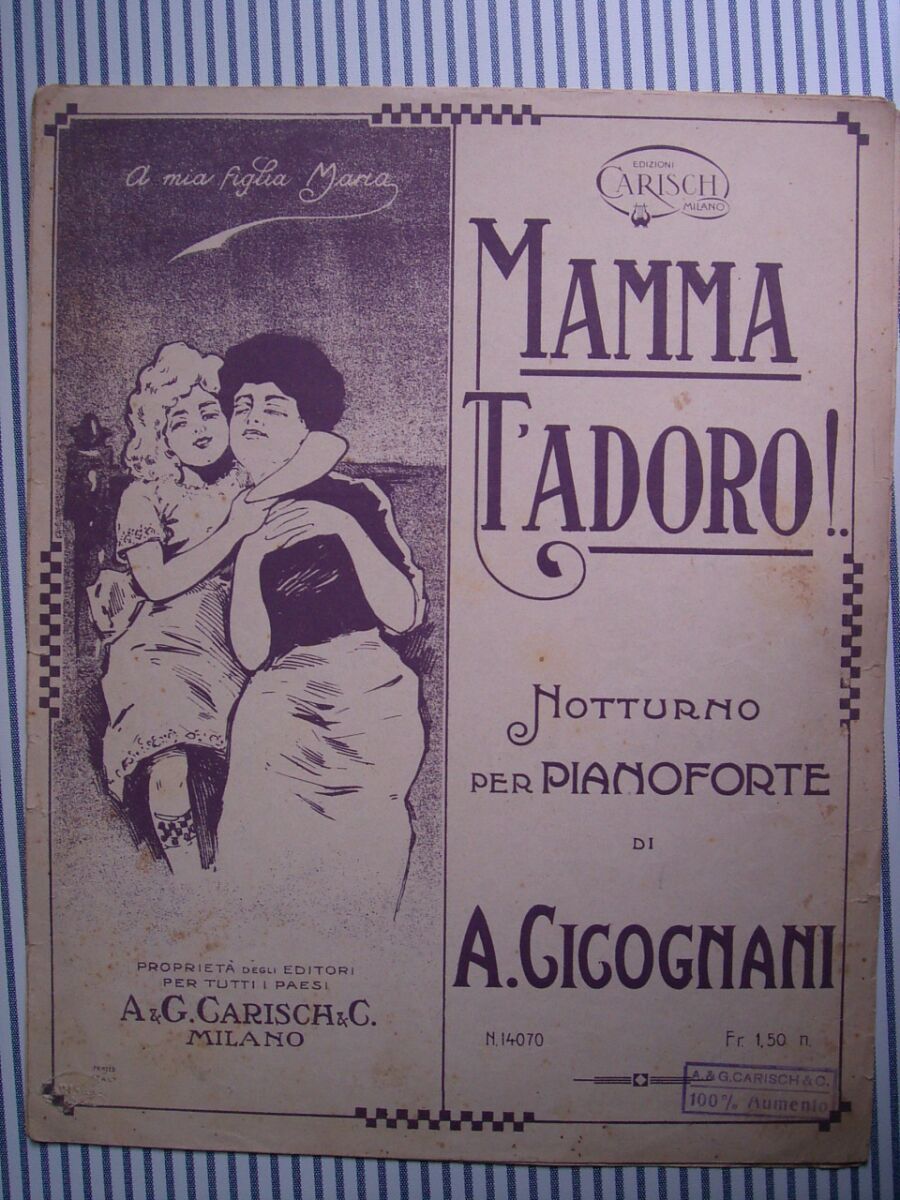 A mia figlia Maria
EDIZIONI
CARISCH
MILANO
MAMMA
T'ADORO!..
NOTTURNO
PER PIANOFORTE
DI
A. CICOGNANI
PROPRIETÀ DEGLI EDITORI
PER TUTTI I PAESI
A & G. CARISCH & C.
MILANO
N. 14070 Fr. 1,50 n.
A. & G. CARISCH & C.
100% Aumento